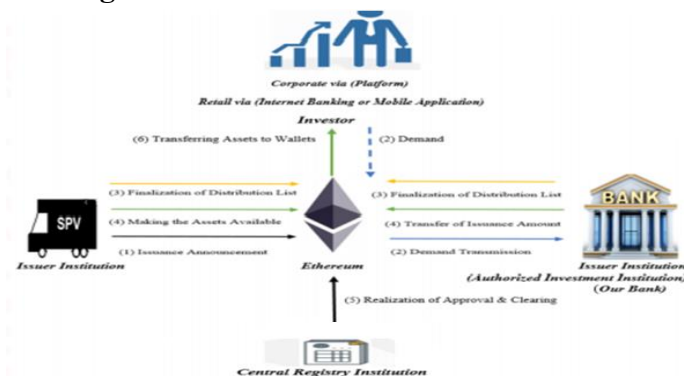 Corporate via (Platform)
Retail via (Internet Banking or Mobile Application)
Investor
(6) Transferring Assets to Wallets
(2) Demand
(3) Finalization of Distribution List
(3) Finalization of Distribution List
SPV
BANK
(4) Making the Assets Available
(4) Transfer of Issuance Amount
(1) Issuance Announcement
(2) Demand Transmission
Issuer Institution
Ethereum
Issuer Institution
(Authorized Investment Institution)
(Our Bank)
(5) Realization of Approval & Clearing
Central Registry Institution